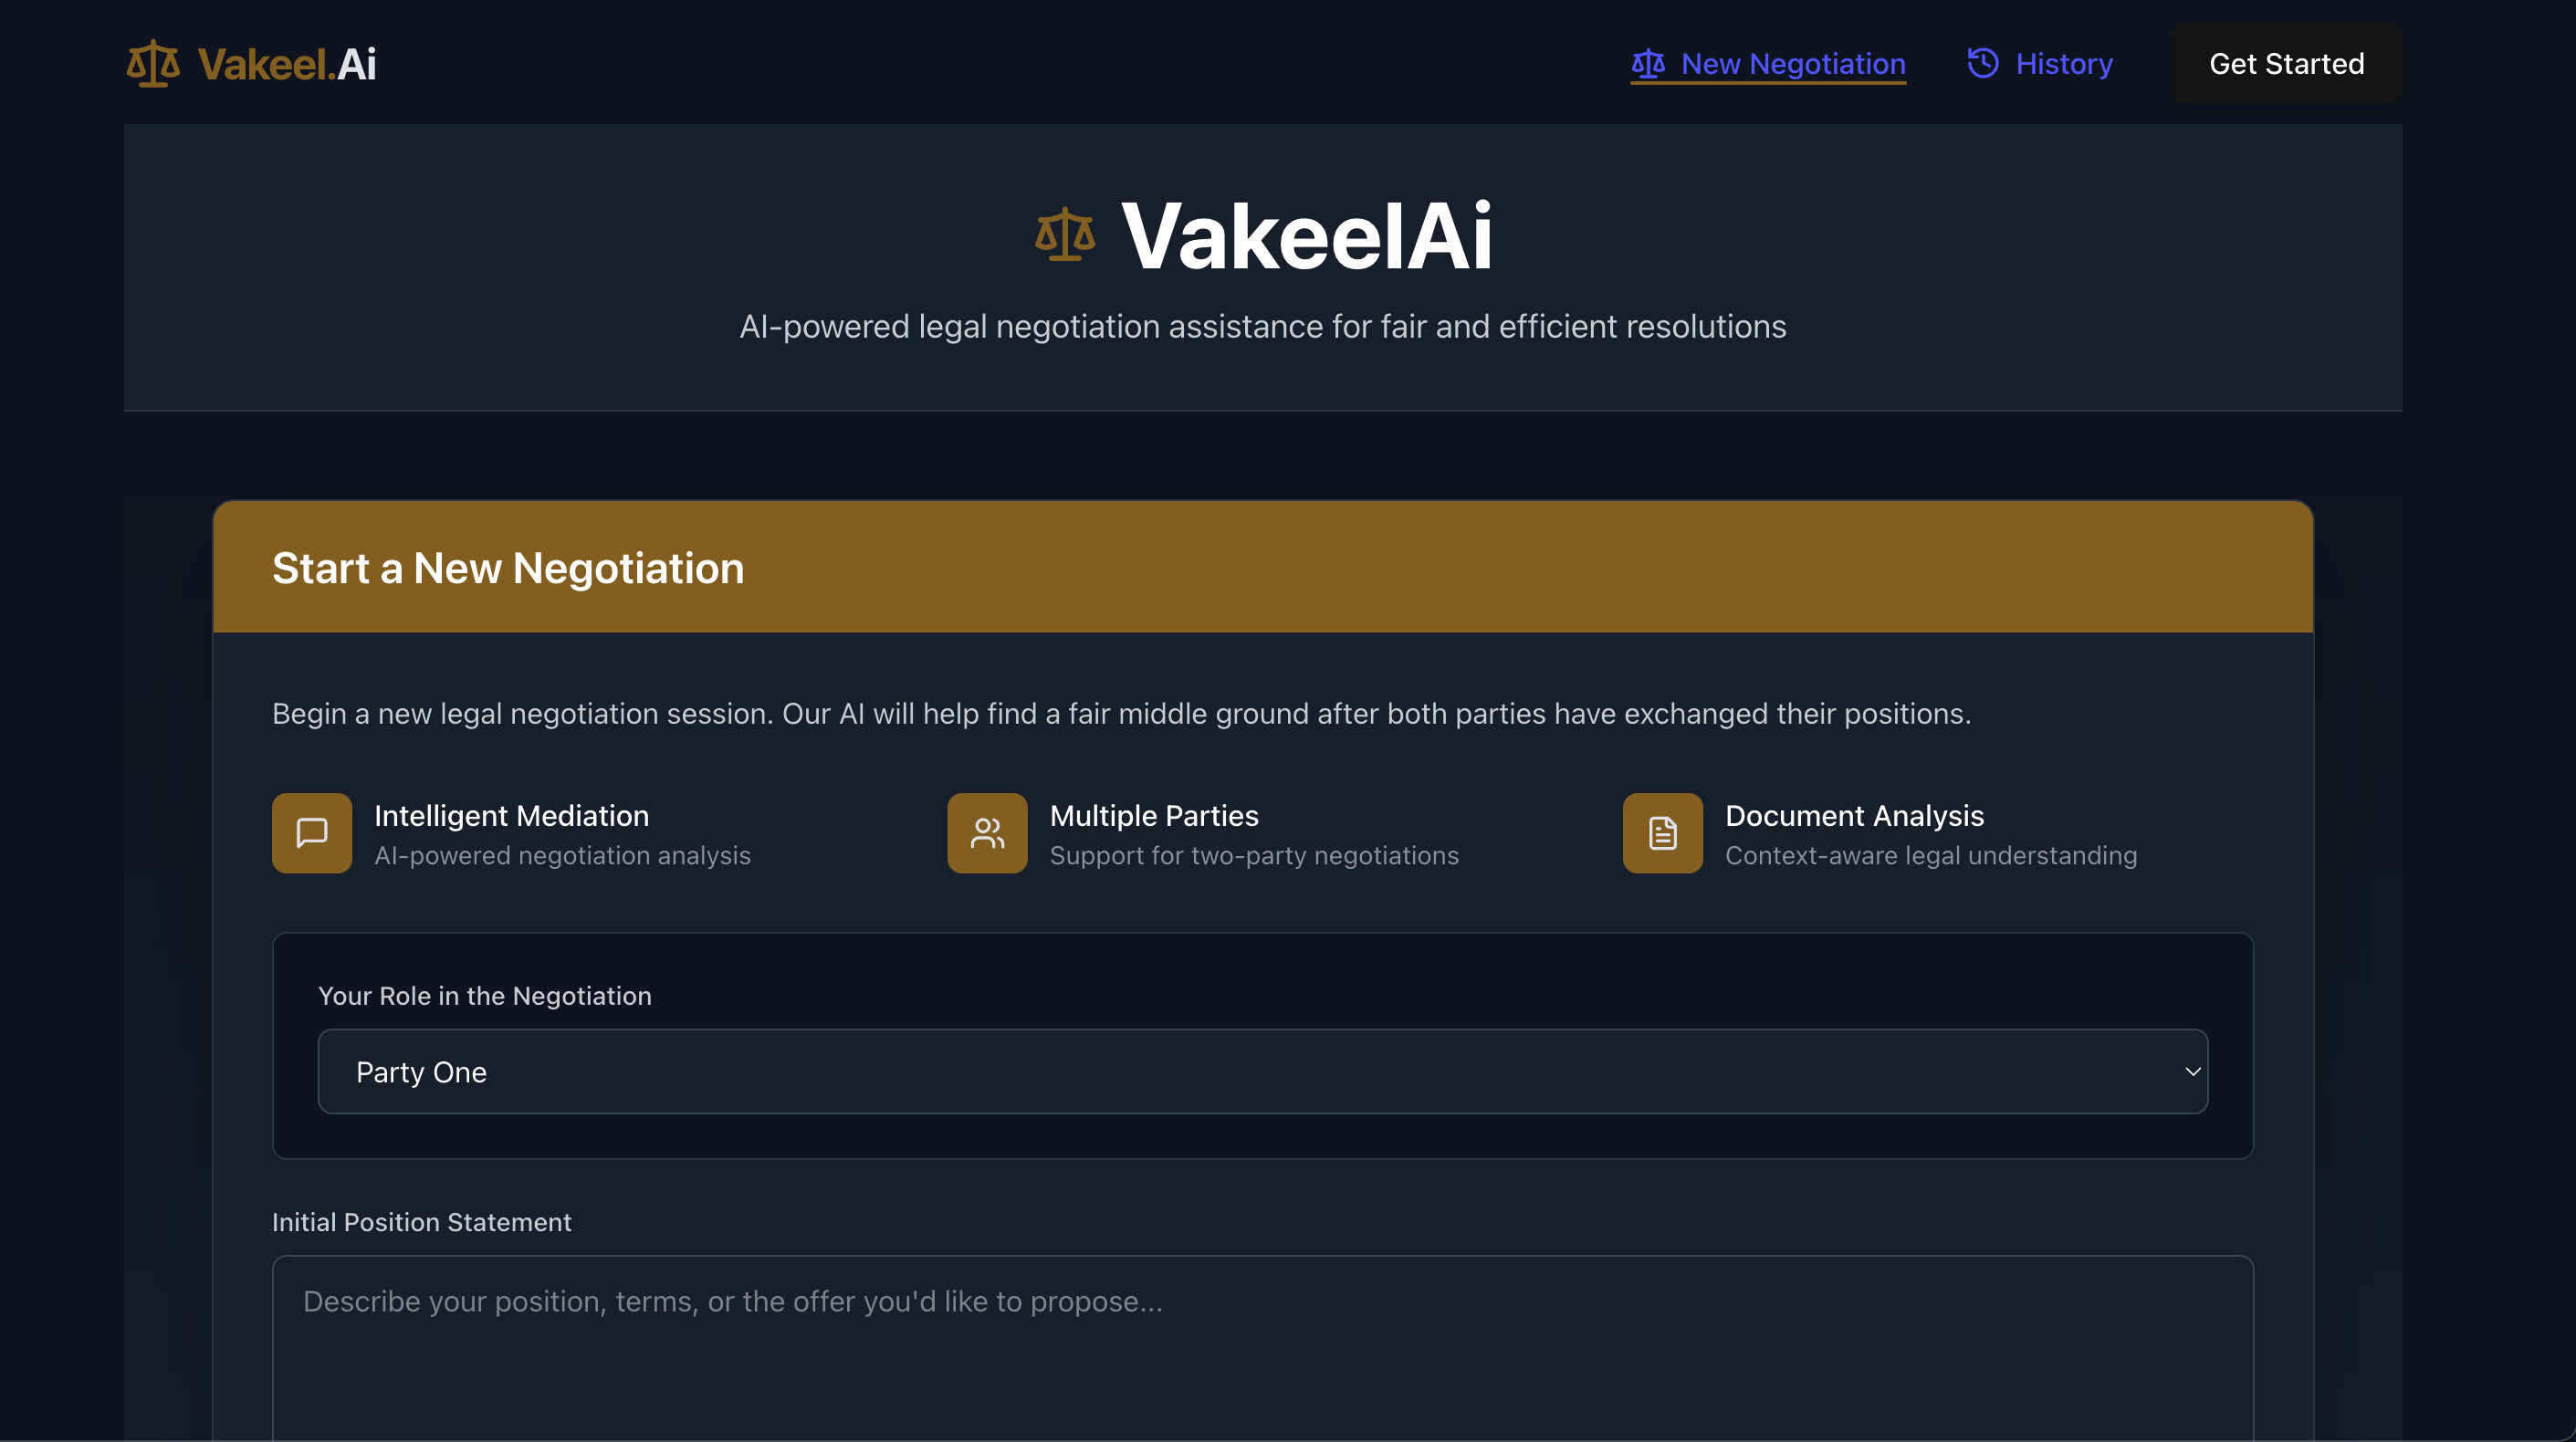 Vakeel.Ai
New Negotiation
History
Get Started
VakeelAi
AI-powered legal negotiation assistance for fair and efficient resolutions
Start a New Negotiation
Begin a new legal negotiation session. Our AI will help find a fair middle ground after both parties have exchanged their positions.
Intelligent Mediation
AI-powered negotiation analysis
Multiple Parties
Support for two-party negotiations
Document Analysis
Context-aware legal understanding
Your Role in the Negotiation
Party One
Initial Position Statement
Describe your position, terms, or the offer you'd like to propose...